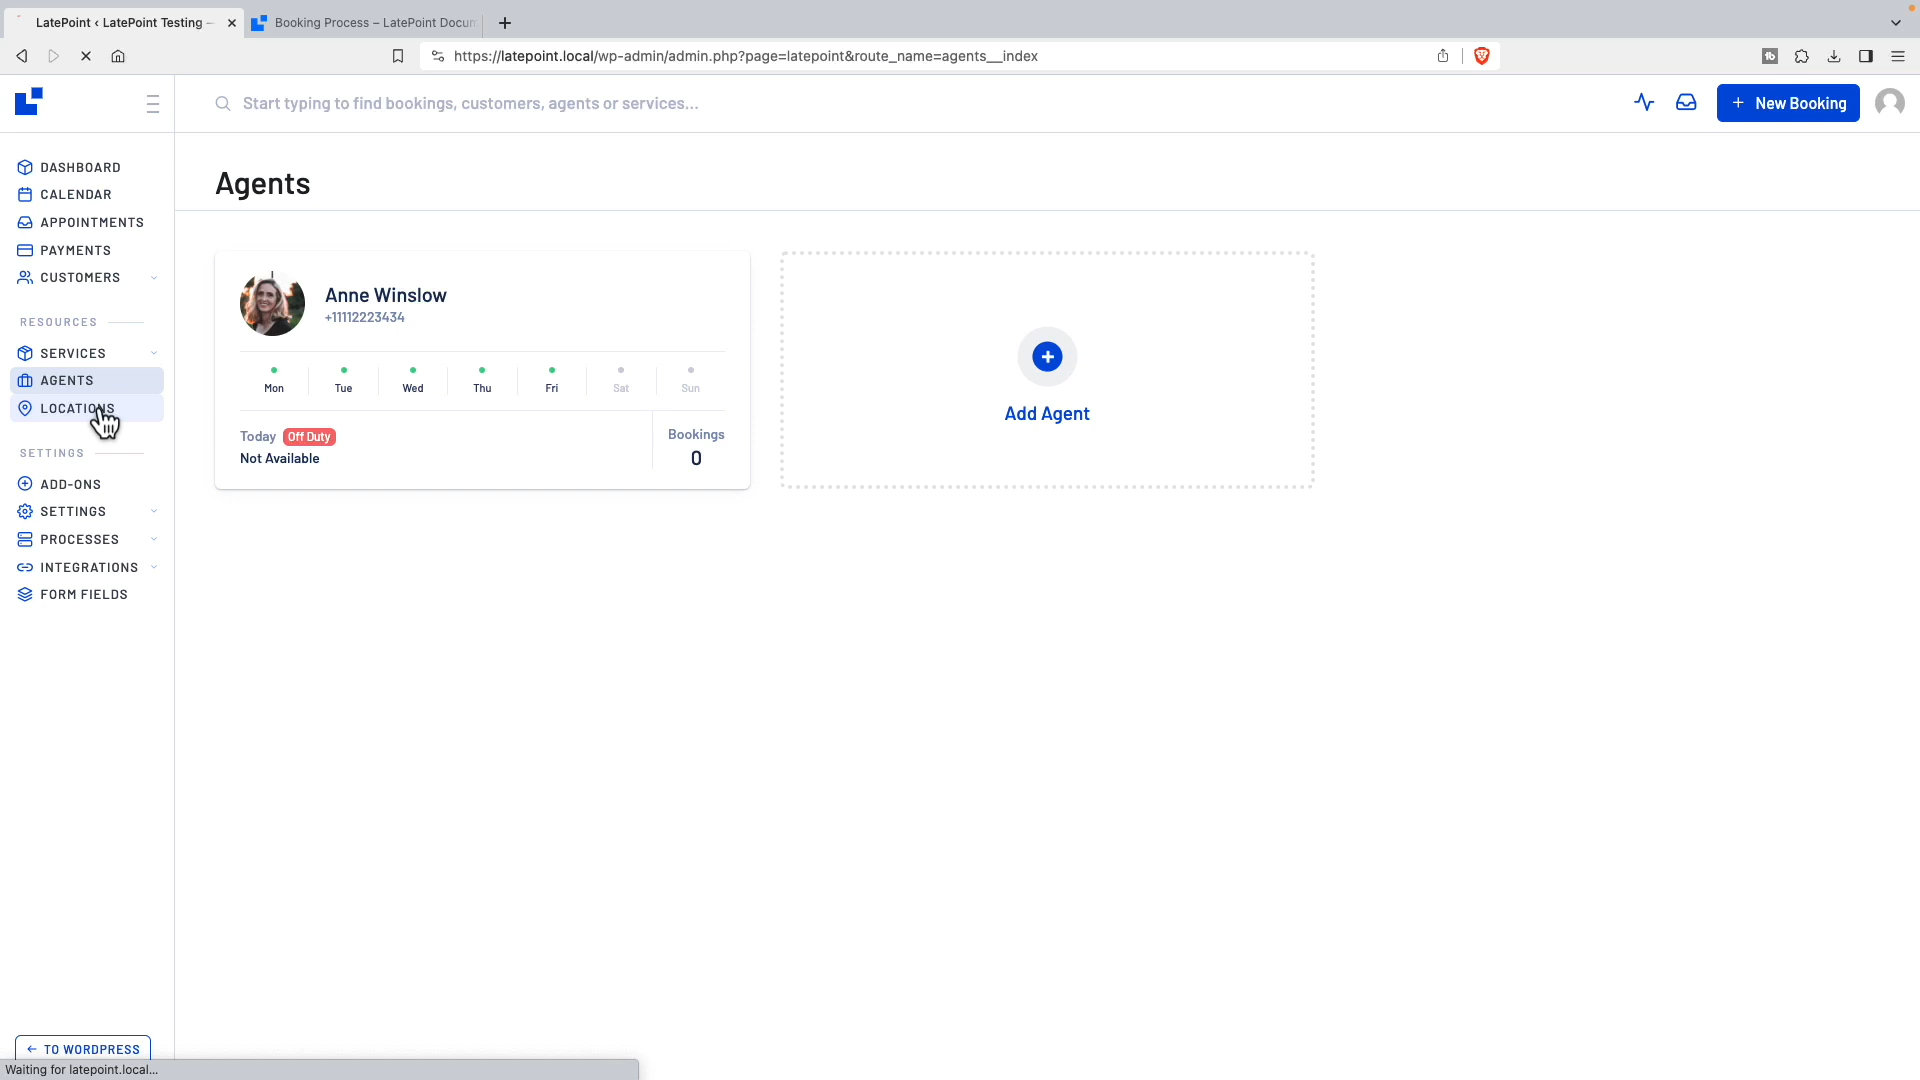 LatePoint ‹ LatePoint Testing –
Booking Process – LatePoint Docum
https://latepoint.local/wp-admin/admin.php?page=latepoint&route_name=agents__index
Start typing to find bookings, customers, agents or services...
+ New Booking
DASHBOARD
CALENDAR
APPOINTMENTS
PAYMENTS
CUSTOMERS
RESOURCES
SERVICES
AGENTS
LOCATIONS
SETTINGS
ADD-ONS
SETTINGS
PROCESSES
INTEGRATIONS
FORM FIELDS
← TO WORDPRESS
Agents
Anne Winslow
+11112223434
Mon Tue Wed Thu Fri Sat Sun
Today Off Duty
Not Available
Bookings
0
Add Agent
Waiting for latepoint.local...